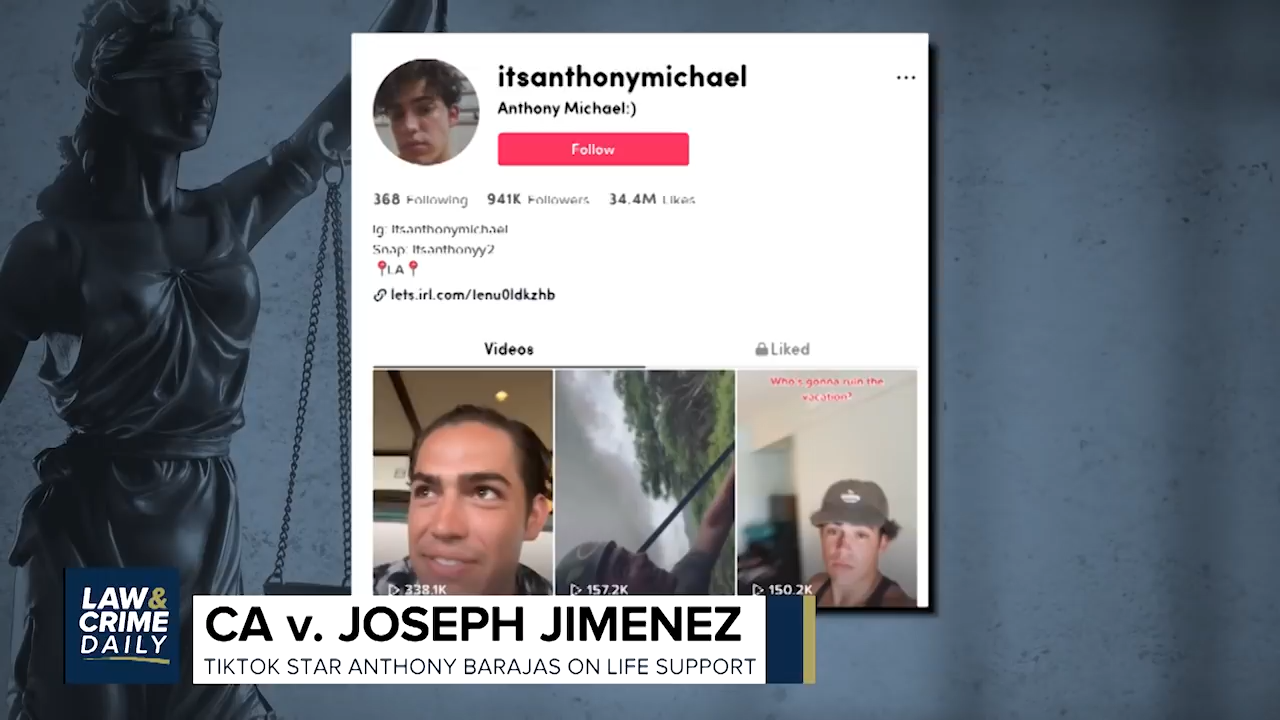 itsanthonymichael
...
Anthony Michael:)
Follow
368 Following 941K Followers 34.4M Likes
Ig: Itsanthonymichael
Snap: Itsanthonyy2
📍LA📍
lets.irl.com/lenu0ldkzhb
Videos Liked
Who's gonna ruin the
vacation?
338.1K 157.2K 150.2K
LAW&
CRIME
DAILY
CA v. JOSEPH JIMENEZ
TIKTOK STAR ANTHONY BARAJAS ON LIFE SUPPORT